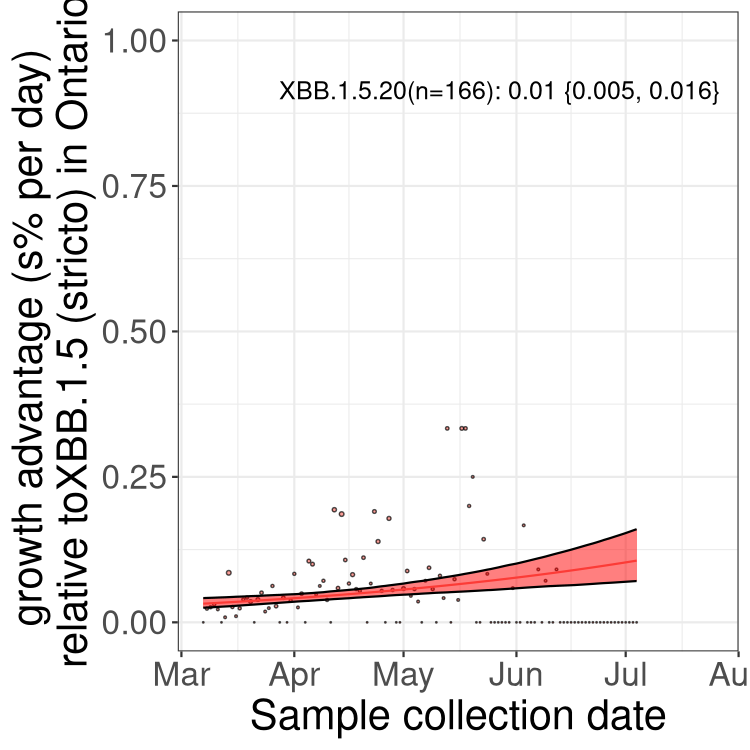 growth advantage (s% per day)
relative toXBB.1.5 (stricto) in Ontario
1.00
0.75
0.50
0.25
0.00
XBB.1.5.20(n=166): 0.01 {0.005, 0.016}
Mar Apr May Jun Jul Au
Sample collection date